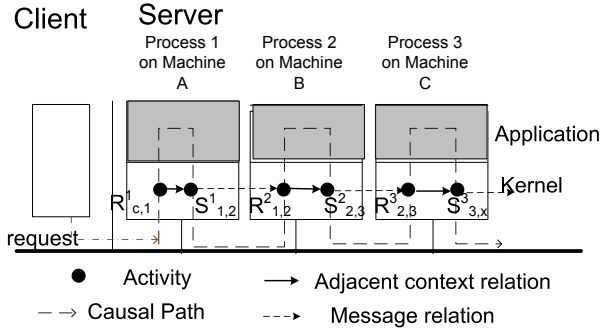 Client
Server
Process 1
on Machine
A
Process 2
on Machine
B
Process 3
on Machine
C
Application
Kernel
R¹c,1
S¹1,2
R²1,2
S²2,3
R³2,3
S³3,x
request
Activity
Adjacent context relation
Causal Path
Message relation